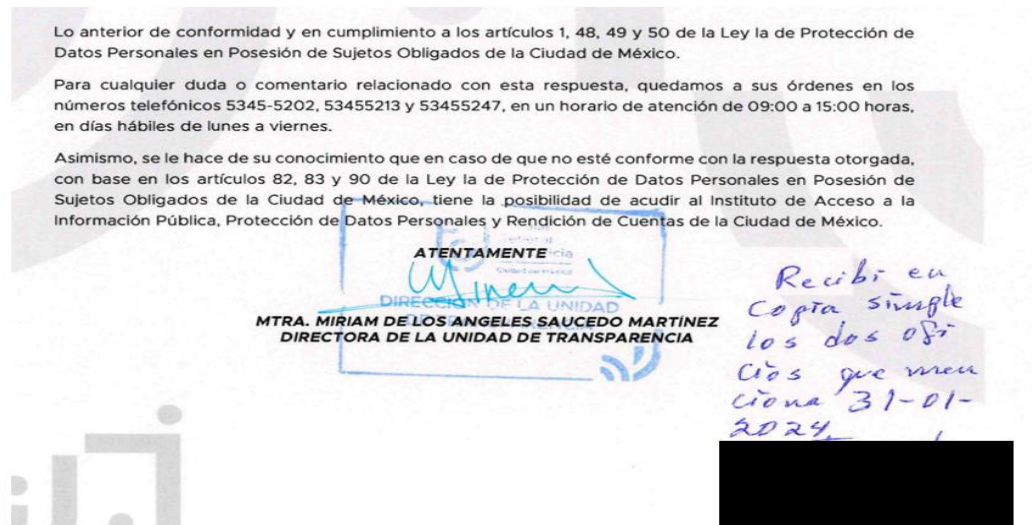 Lo anterior de conformidad y en cumplimiento a los artículos 1, 48, 49 y 50 de la Ley la de Protección de
Datos Personales en Posesión de Sujetos Obligados de la Ciudad de México.
Para cualquier duda o comentario relacionado con esta respuesta, quedamos a sus órdenes en los
números telefónicos 5345-5202, 53455213 y 53455247, en un horario de atención de 09:00 a 15:00 horas,
en días hábiles de lunes a viernes.
Asimismo, se le hace de su conocimiento que en caso de que no esté conforme con la respuesta otorgada,
con base en los artículos 82, 83 y 90 de la Ley la de Protección de Datos Personales en Posesión de
Sujetos Obligados de la Ciudad de México, tiene la posibilidad de acudir al Instituto de Acceso a la
Información Pública, Protección de Datos Personales y Rendición de Cuentas de la Ciudad de México.
ATENTAMENTE
DIRECCIÓN DE LA UNIDAD
MTRA. MIRIAM DE LOS ANGELES SAUCEDO MARTÍNEZ
DIRECTORA DE LA UNIDAD DE TRANSPARENCIA
Recibi en
Copia simple
los dos ofi
cios que men
ciona 31-01-
2024